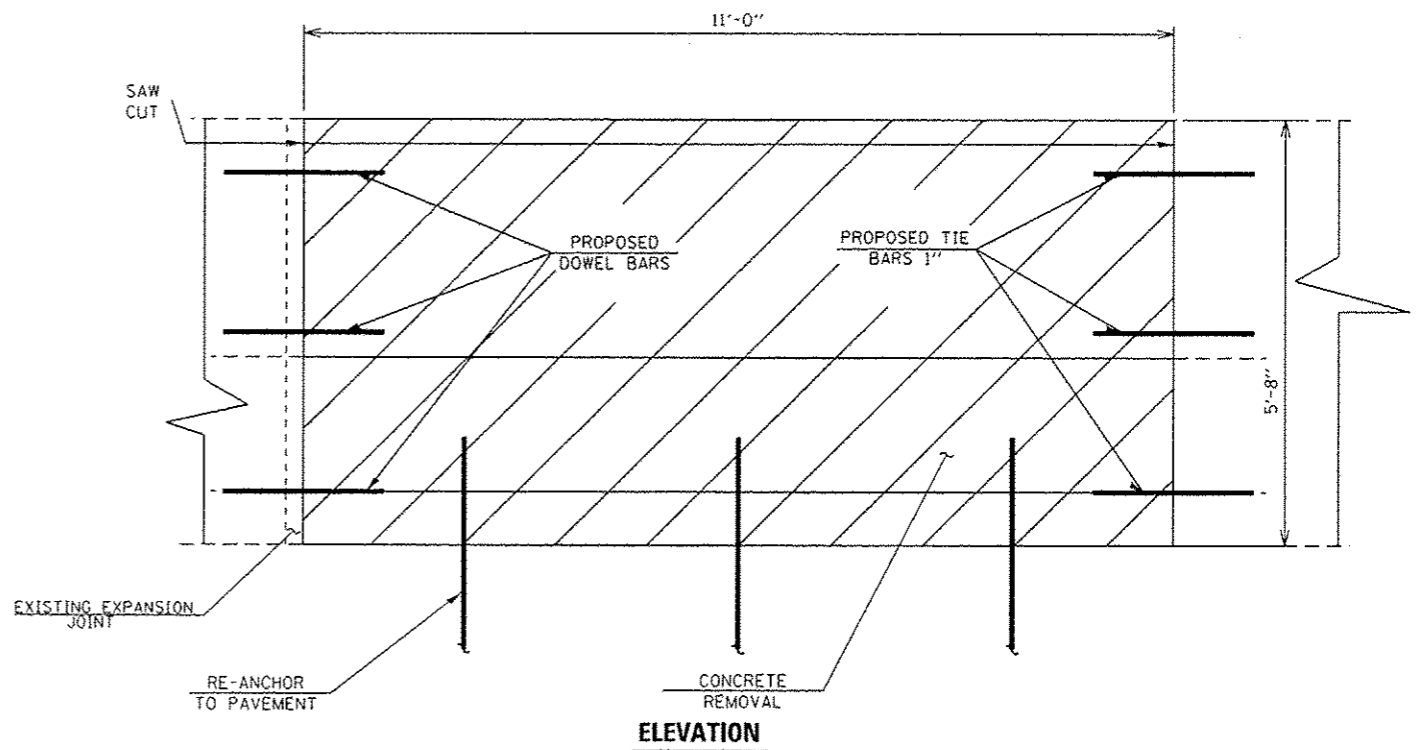 11'-0"
SAW
CUT
PROPOSED
DOWEL BARS
PROPOSED TIE
BARS 1"
5'-8"
EXISTING EXPANSION
JOINT
RE-ANCHOR
TO PAVEMENT
CONCRETE
REMOVAL
ELEVATION